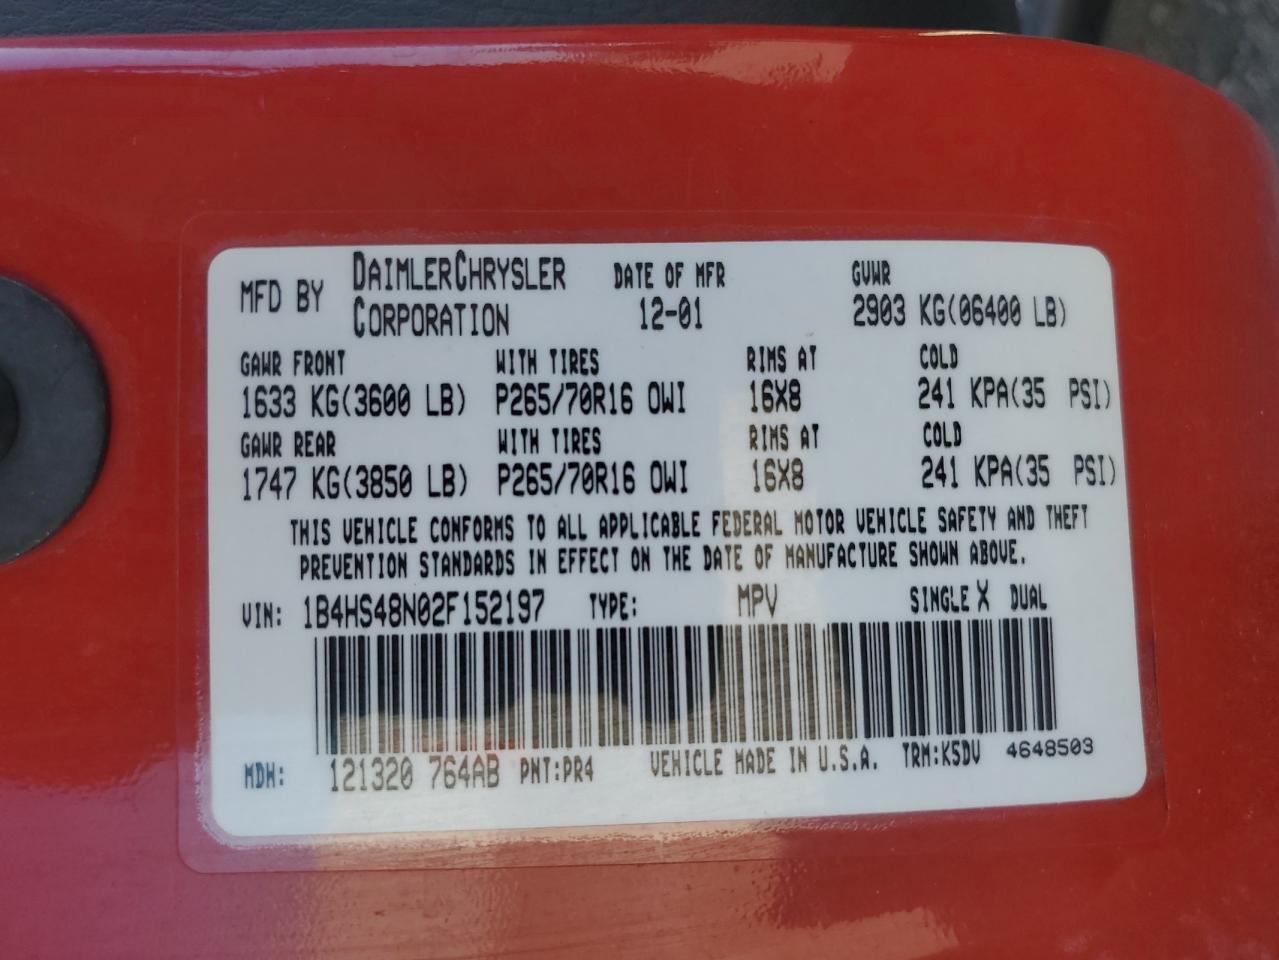 MFD BY DAIMLERCHRYSLER CORPORATION DATE OF MFR 12-01 GVWR 2903 KG(06400 LB)
GAWR FRONT WITH TIRES RIMS AT COLD
1633 KG(3600 LB) P265/70R16 OWI 16X8 241 KPA(35 PSI)
GAWR REAR WITH TIRES RIMS AT COLD
1747 KG(3850 LB) P265/70R16 OWI 16X8 241 KPA(35 PSI)
THIS VEHICLE CONFORMS TO ALL APPLICABLE FEDERAL MOTOR VEHICLE SAFETY AND THEFT
PREVENTION STANDARDS IN EFFECT ON THE DATE OF MANUFACTURE SHOWN ABOVE.
VIN: 1B4HS48N02F152197 TYPE: MPV SINGLE X DUAL
MDH: 121320 764AB PNT:PR4 VEHICLE MADE IN U.S.A. TRM:K5DV 4648503